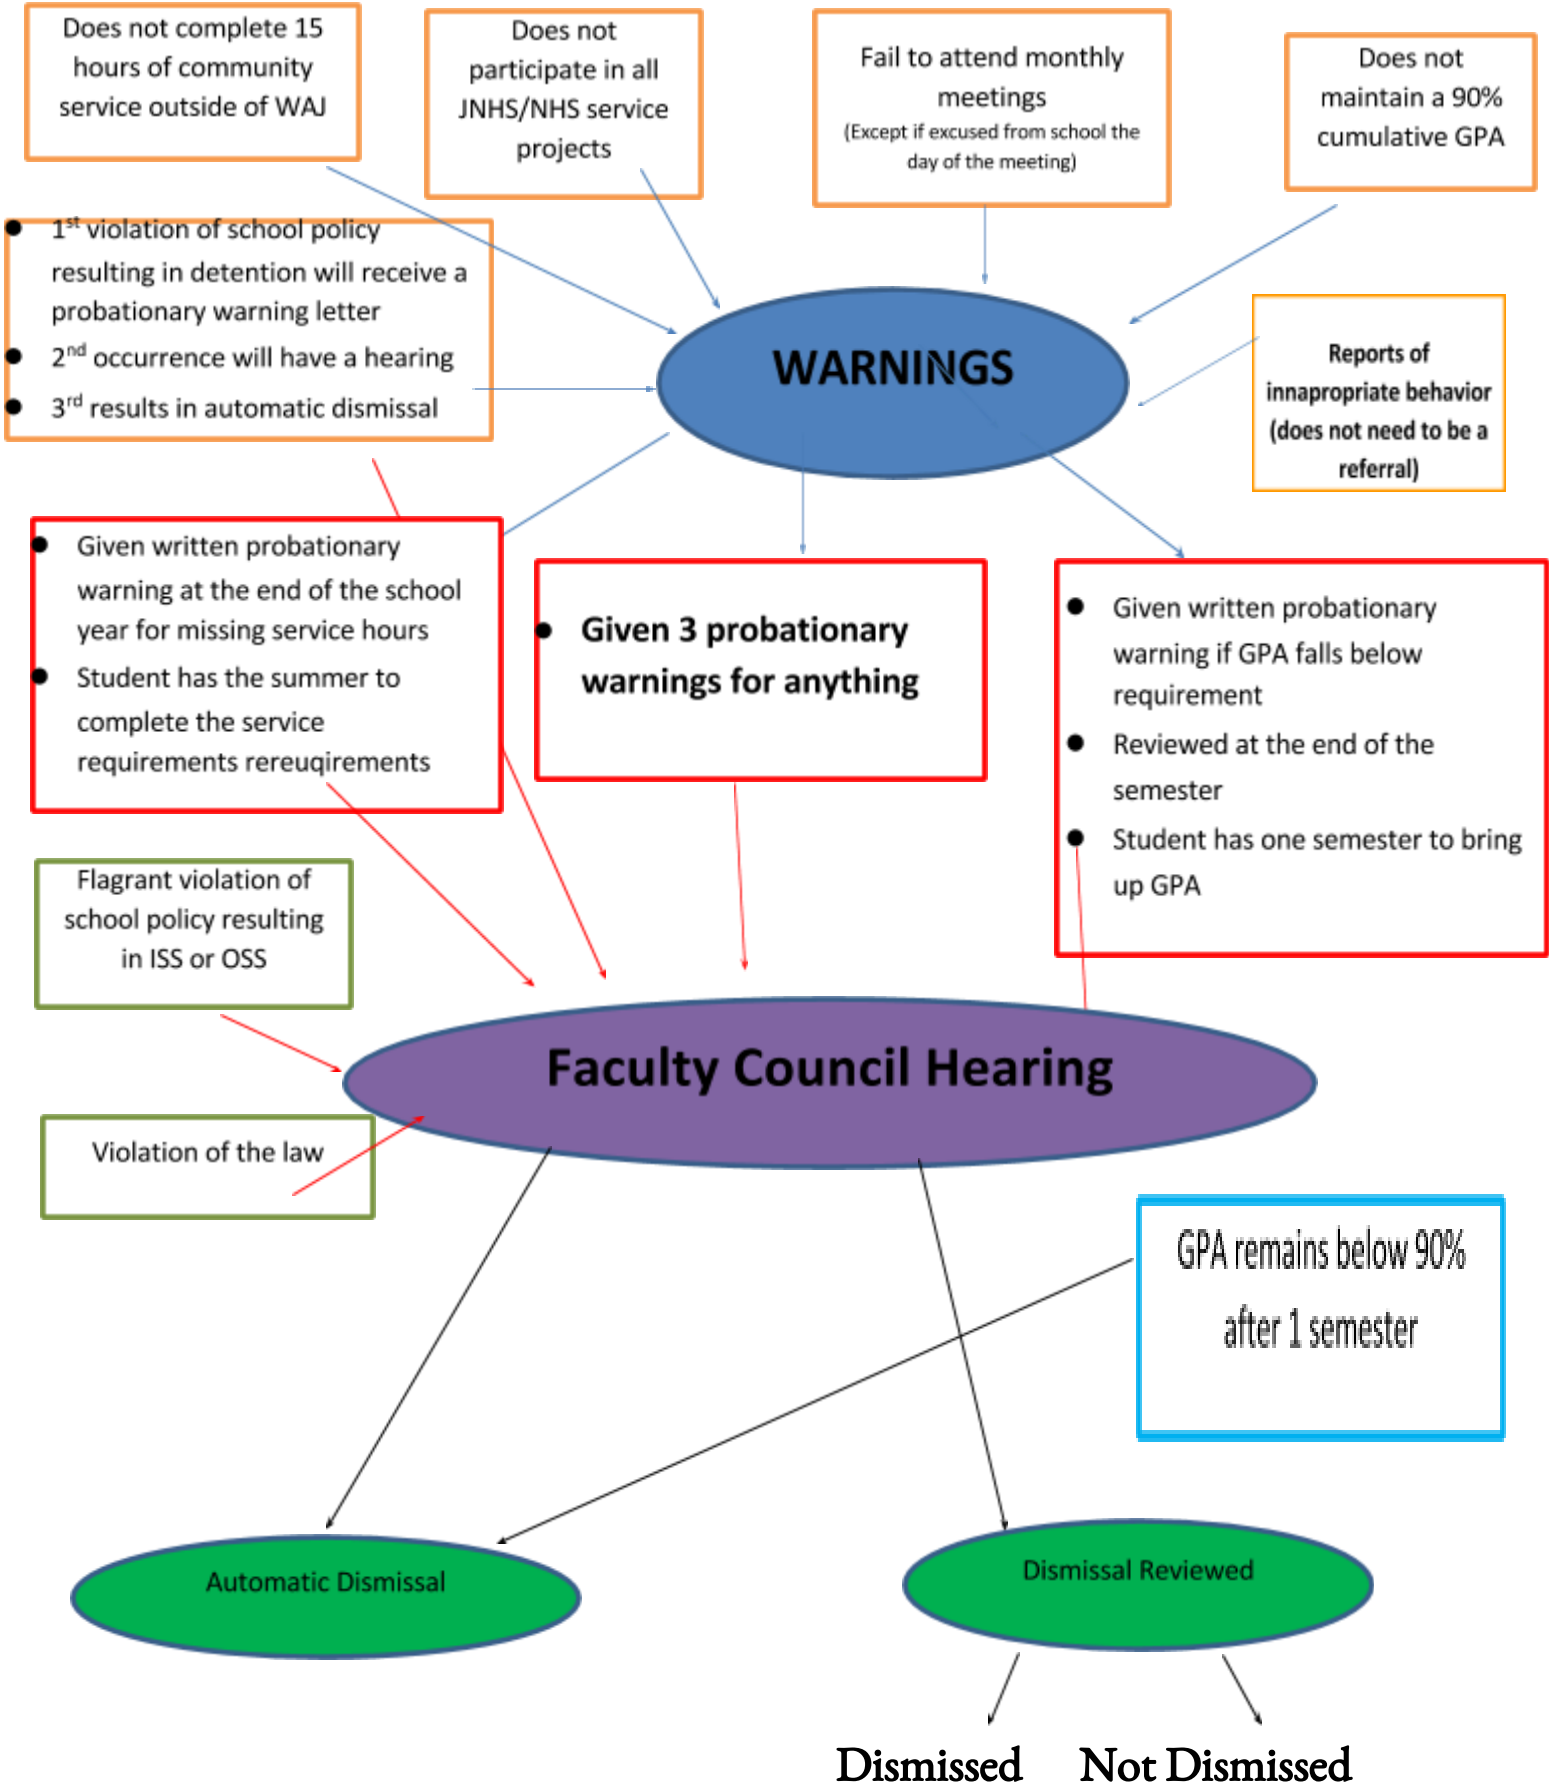 Does not complete 15
hours of community
service outside of WAJ
Does not
participate in all
JNHS/NHS service
projects
Fail to attend monthly
meetings
(Except if excused from school the
day of the meeting)
Does not
maintain a 90%
cumulative GPA
● 1st violation of school policy
resulting in detention will receive a
probationary warning letter
● 2nd occurrence will have a hearing
● 3rd results in automatic dismissal
WARNINGS
Reports of
innapropriate behavior
(does not need to be a
referral)
● Given written probationary
warning at the end of the school
year for missing service hours
● Student has the summer to
complete the service
requirements rereuqirements
● Given 3 probationary
warnings for anything
● Given written probationary
warning if GPA falls below
requirement
● Reviewed at the end of the
semester
● Student has one semester to bring
up GPA
Flagrant violation of
school policy resulting
in ISS or OSS
Faculty Council Hearing
Violation of the law
GPA remains below 90%
after 1 semester
Automatic Dismissal
Dismissal Reviewed
Dismissed
Not Dismissed